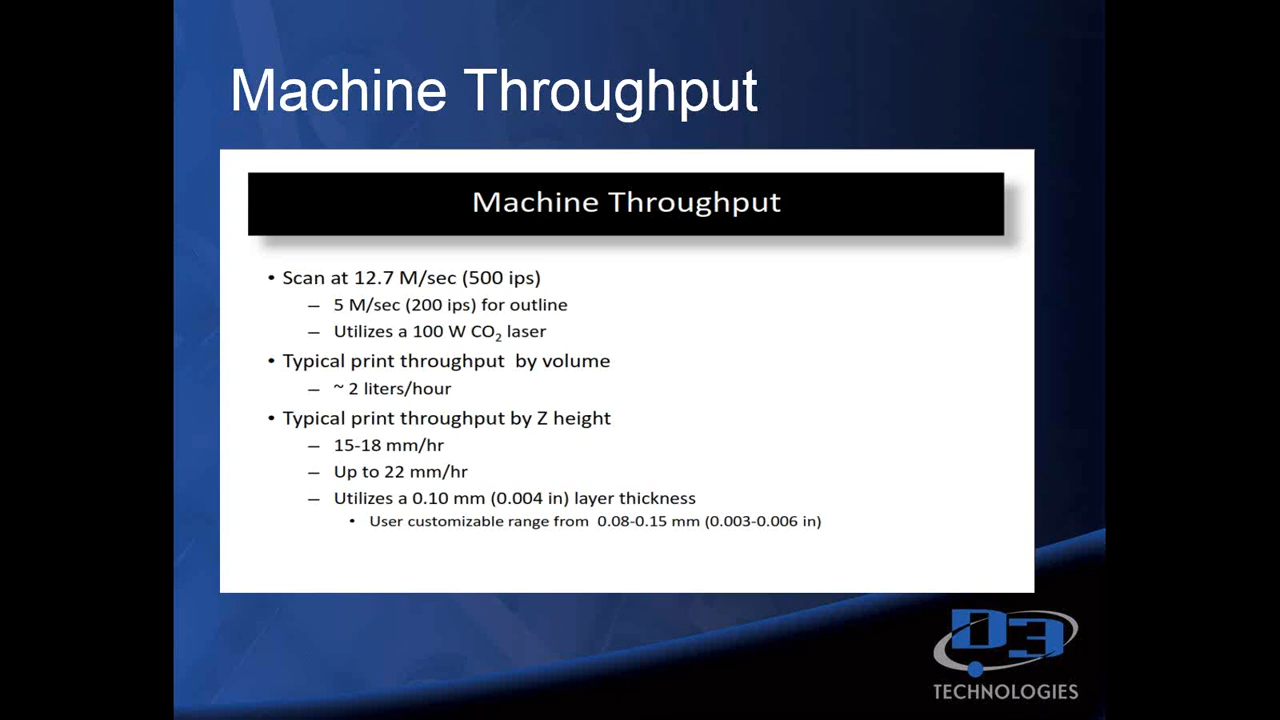 Machine Throughput
Machine Throughput
• Scan at 12.7 M/sec (500 ips)
– 5 M/sec (200 ips) for outline
– Utilizes a 100 W CO₂ laser
• Typical print throughput by volume
– ~ 2 liters/hour
• Typical print throughput by Z height
– 15-18 mm/hr
– Up to 22 mm/hr
– Utilizes a 0.10 mm (0.004 in) layer thickness
• User customizable range from 0.08-0.15 mm (0.003-0.006 in)
D3
TECHNOLOGIES